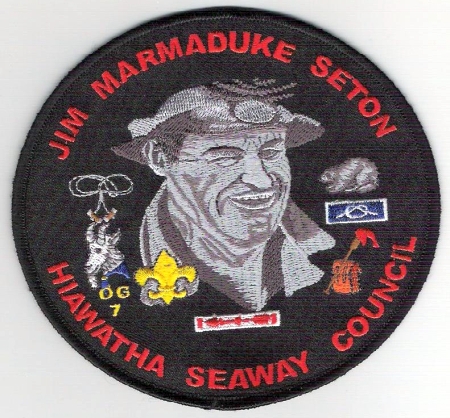 JIM MARMADUKE SETON
OG
7
HIAWATHA SEAWAY COUNCIL